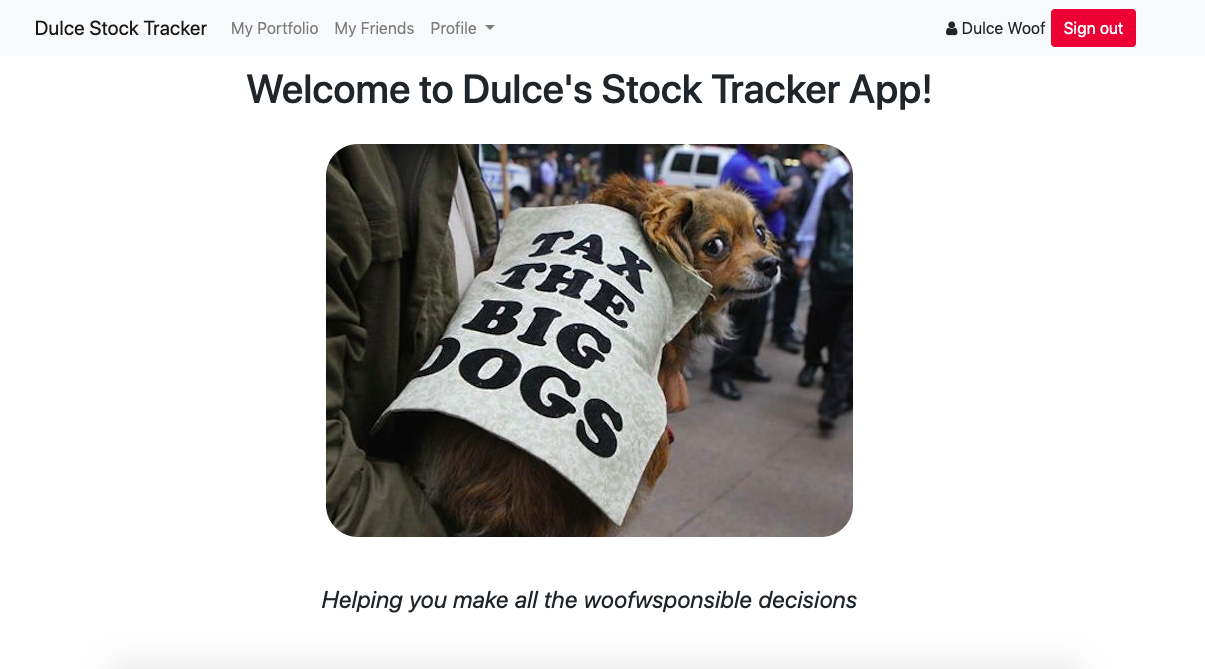 Dulce Stock Tracker My Portfolio My Friends Profile Dulce Woof Sign out
Welcome to Dulce's Stock Tracker App!
TAX
THE
BIG
DOGS
Helping you make all the woofwsponsible decisions